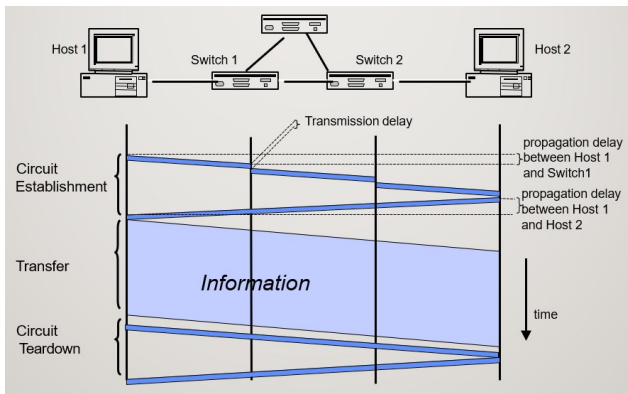 Host 1
Switch 1
Switch 2
Host 2
Transmission delay
propagation delay
between Host 1
and Switch1
Circuit
Establishment
propagation delay
between Host 1
and Host 2
Transfer
Information
time
Circuit
Teardown